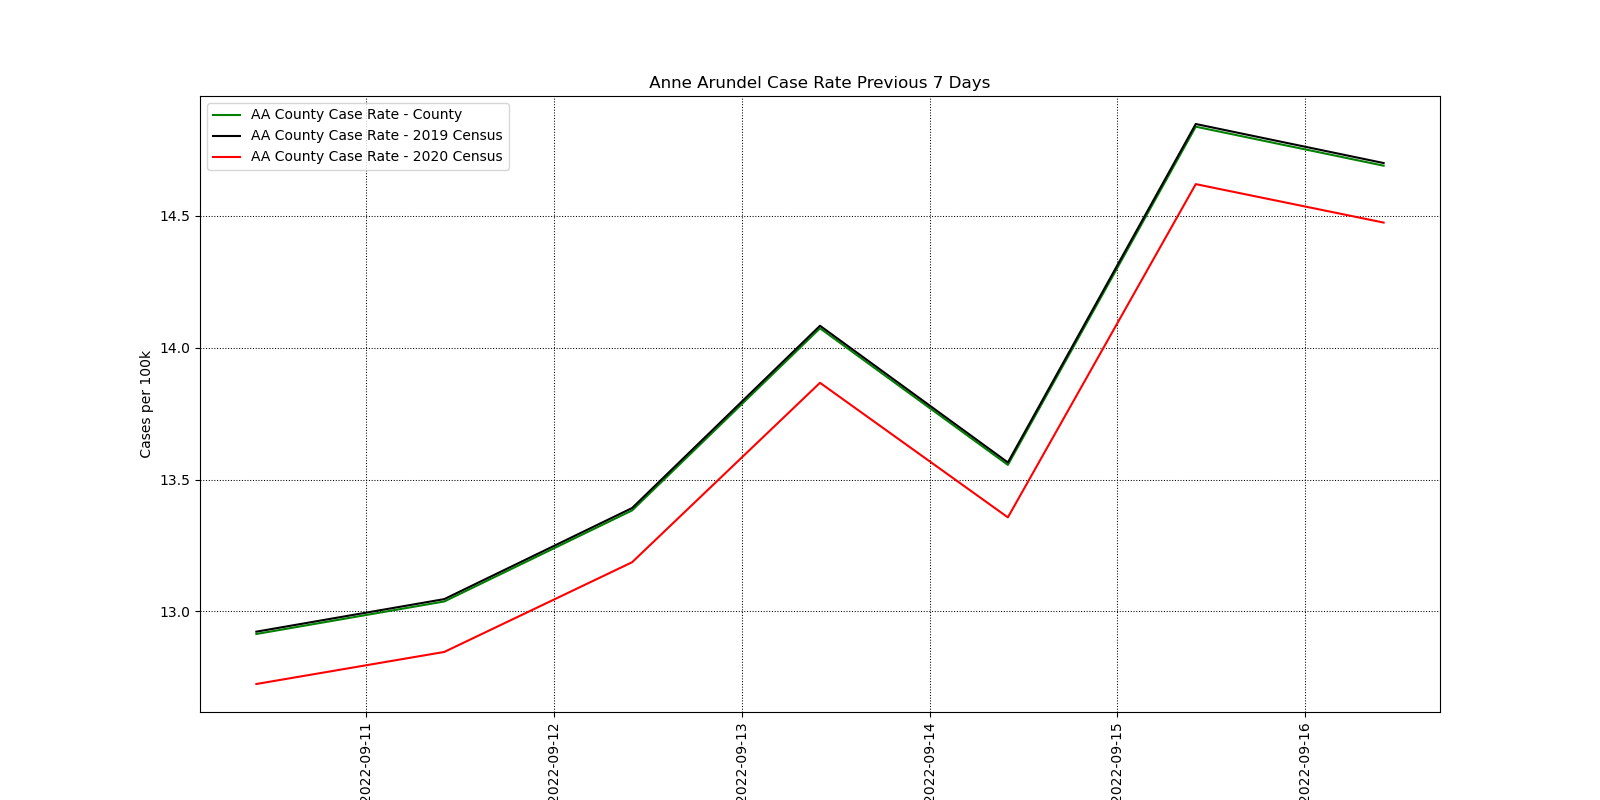 Anne Arundel Case Rate Previous 7 Days
AA County Case Rate - County
AA County Case Rate - 2019 Census
AA County Case Rate - 2020 Census
Cases per 100k
14.5
14.0
13.5
13.0
2022-09-11
2022-09-12
2022-09-13
2022-09-14
2022-09-15
2022-09-16